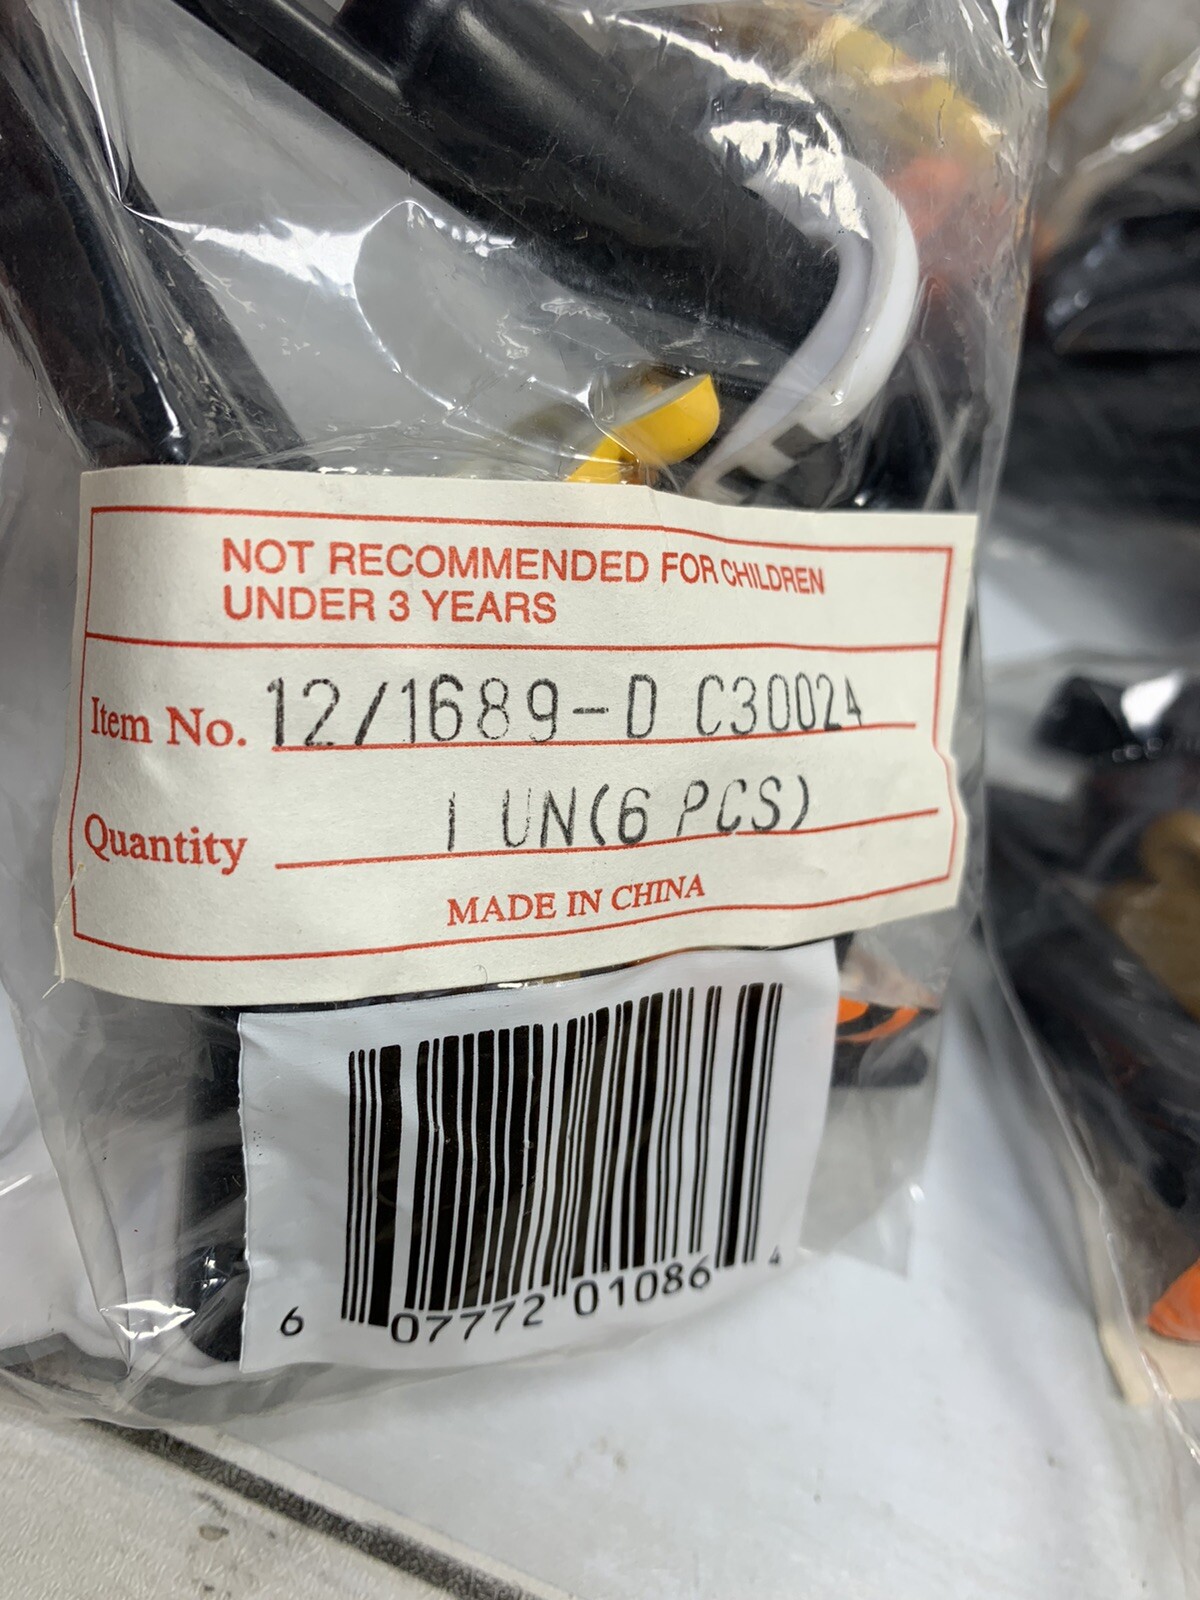 NOT RECOMMENDED FOR CHILDREN
UNDER 3 YEARS
Item No. 12/1689-D C30024
Quantity 1 UN(6 PCS)
MADE IN CHINA
6 07772 01086 4